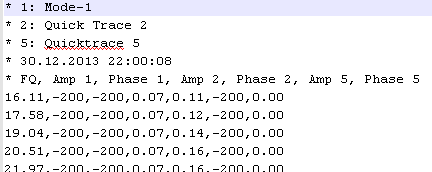 * 1: Mode-1
* 2: Quick Trace 2
* 5: Quicktrace 5
* 30.12.2013 22:00:08
* FQ, Amp 1, Phase 1, Amp 2, Phase 2, Amp 5, Phase 5
16.11,-200,-200,0.07,0.11,-200,0.00
17.58,-200,-200,0.07,0.12,-200,0.00
19.04,-200,-200,0.07,0.14,-200,0.00
20.51,-200,-200,0.07,0.16,-200,0.00
21.97,-200,-200,0.07,0.16,-200,0.00